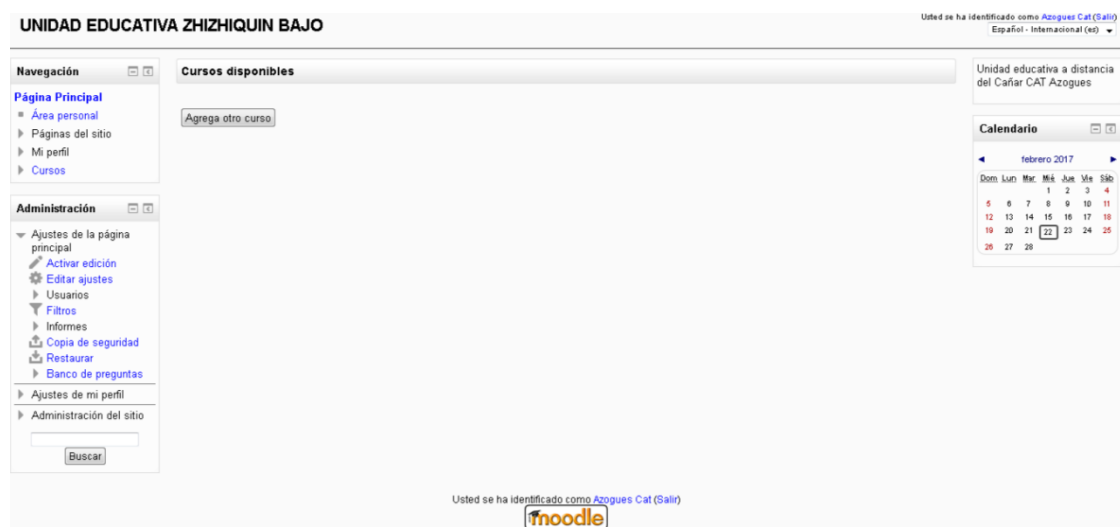 UNIDAD EDUCATIVA ZHIZHIQUIN BAJO
Usted se ha identificado como Azogues Cat (Salir)
Español - Internacional (es)
Navegación
Página Principal
Área personal
Páginas del sitio
Mi perfil
Cursos
Administración
Ajustes de la página
principal
Activar edición
Editar ajustes
Usuarios
Filtros
Informes
Copia de seguridad
Restaurar
Banco de preguntas
Ajustes de mi perfil
Administración del sitio
Buscar
Cursos disponibles
Agrega otro curso
Unidad educativa a distancia
del Cañar CAT Azogues
Calendario
febrero 2017
Dom Lun Mar Mié Jue Vie Sáb
1 2 3 4
5 6 7 8 9 10 11
12 13 14 15 16 17 18
19 20 21 22 23 24 25
26 27 28
Usted se ha identificado como Azogues Cat (Salir)
moodle